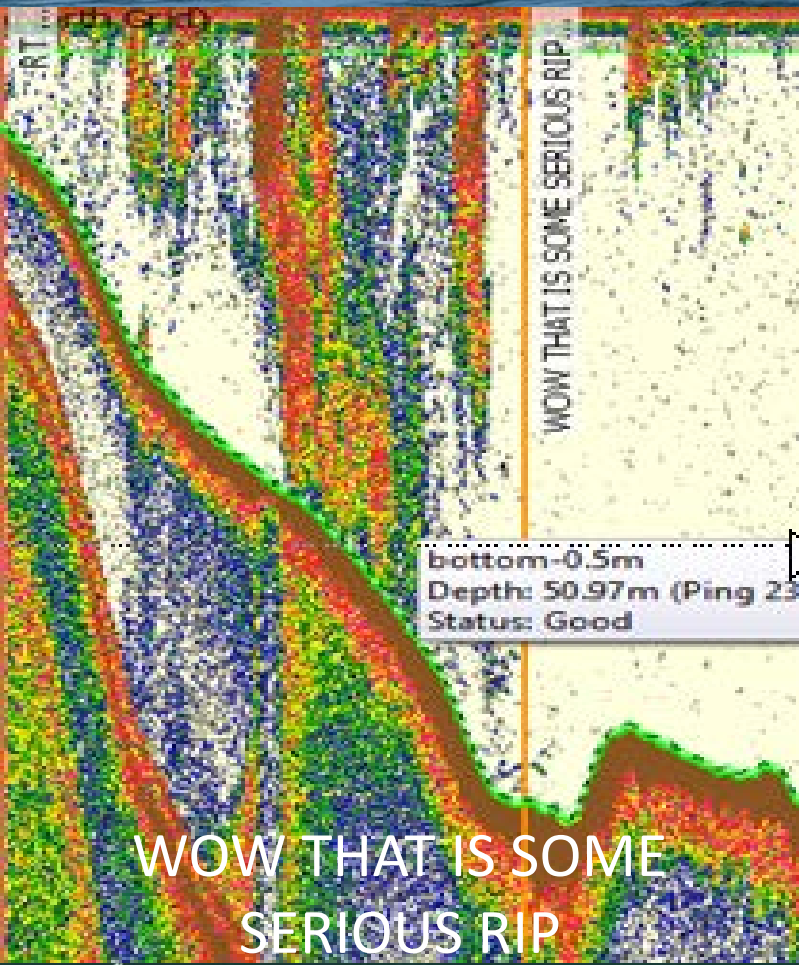 WOW THAT IS SOME SERIOUS RIP...
bottom-0.5m
Depth: 50.97m (Ping 23
Status: Good
WOW THAT IS SOME
SERIOUS RIP